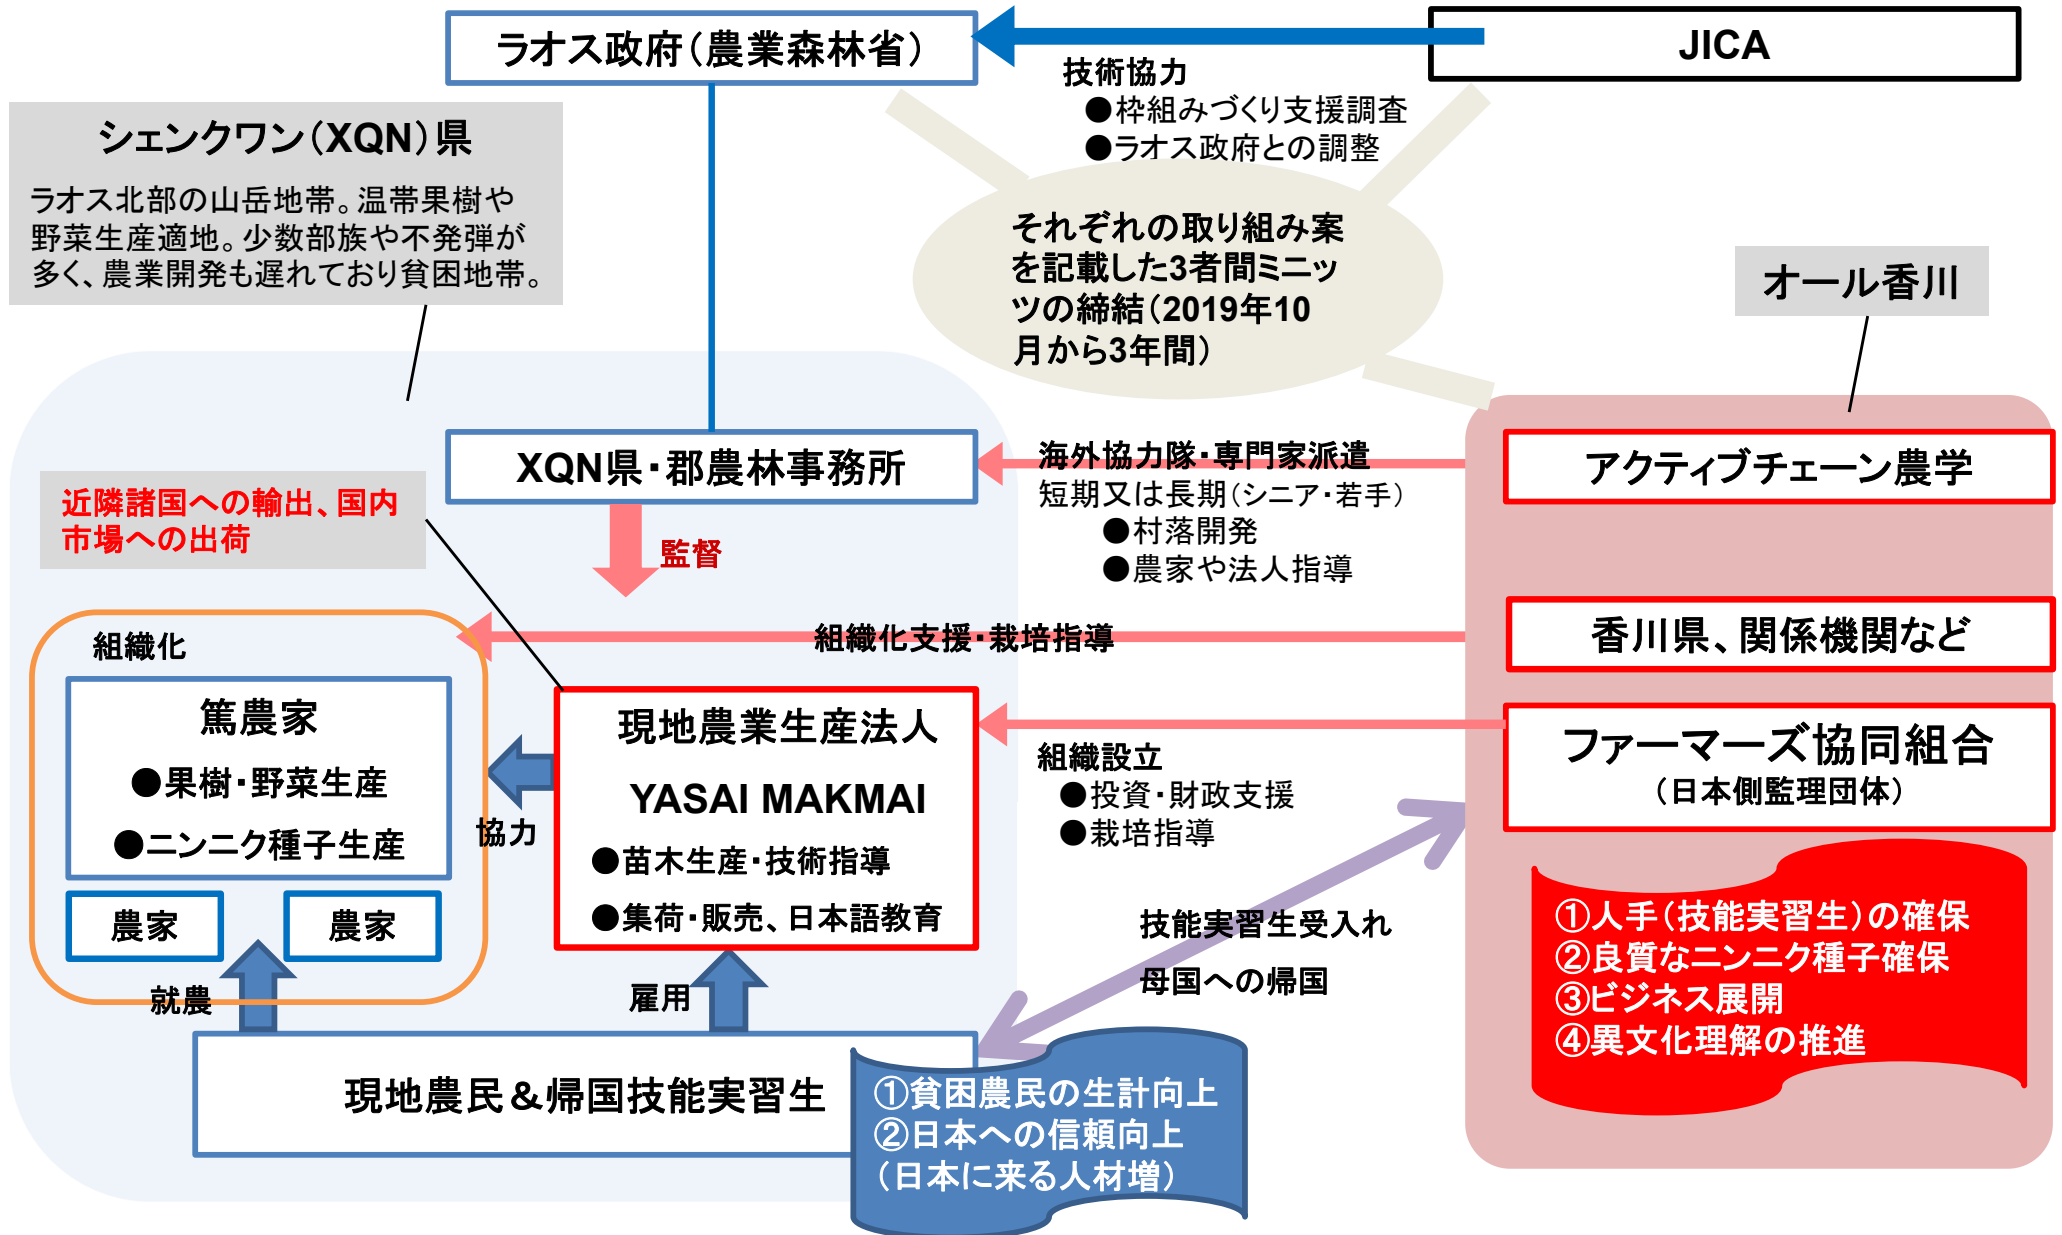 ラオス政府（農業森林省）
JICA
技術協力
●枠組みづくり支援調査
●ラオス政府との調整
シェンクワン（XQN）県
ラオス北部の山岳地帯。温帯果樹や
野菜生産適地。少数部族や不発弾が
多く、農業開発も遅れており貧困地帯。
それぞれの取り組み案
を記載した3者間ミニッ
ツの締結（2019年10
月から3年間）
オール香川
XQN県・郡農林事務所
海外協力隊・専門家派遣
短期又は長期（シニア・若手）
●村落開発
●農家や法人指導
アクティブチェーン農学
近隣諸国への輸出、国内
市場への出荷
監督
組織化
組織化支援・栽培指導
香川県、関係機関など
篤農家
●果樹・野菜生産
●ニンニク種子生産
農家
農家
協力
現地農業生産法人
YASAI MAKMAI
●苗木生産・技術指導
●集荷・販売、日本語教育
組織設立
●投資・財政支援
●栽培指導
ファーマーズ協同組合
（日本側監理団体）
技能実習生受入れ
母国への帰国
①人手（技能実習生）の確保
②良質なニンニク種子確保
③ビジネス展開
④異文化理解の推進
就農
雇用
現地農民＆帰国技能実習生
①貧困農民の生計向上
②日本への信頼向上
（日本に来る人材増）